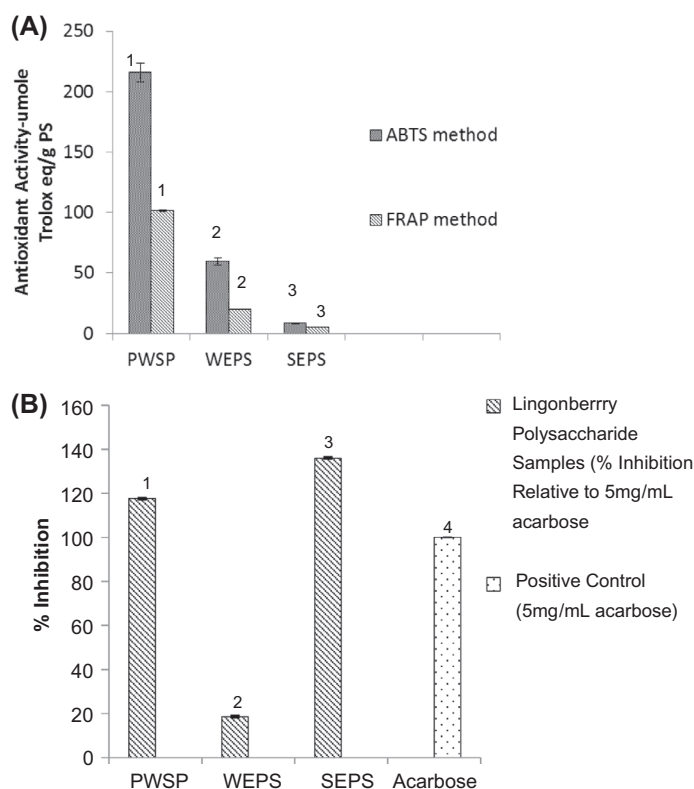 (A)
250
200
150
100
50
0
Antioxidant Activity-umole
Trolox eq/g PS
1
1
2
2
3
3
PWSP WEPS SEPS
ABTS method
FRAP method
(B)
160
140
120
100
80
60
40
20
0
% Inhibition
1
2
3
4
PWSP WEPS SEPS Acarbose
Lingonberrry
Polysaccharide
Samples (% Inhibition
Relative to 5mg/mL
acarbose
Positive Control
(5mg/mL acarbose)